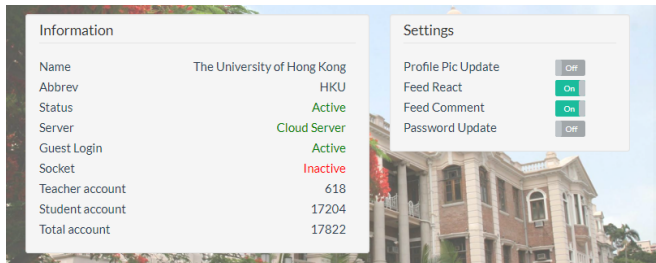 Information
Name The University of Hong Kong
Abbrev HKU
Status Active
Server Cloud Server
Guest Login Active
Socket Inactive
Teacher account 618
Student account 17204
Total account 17822
Settings
Profile Pic Update Off
Feed React On
Feed Comment On
Password Update Off